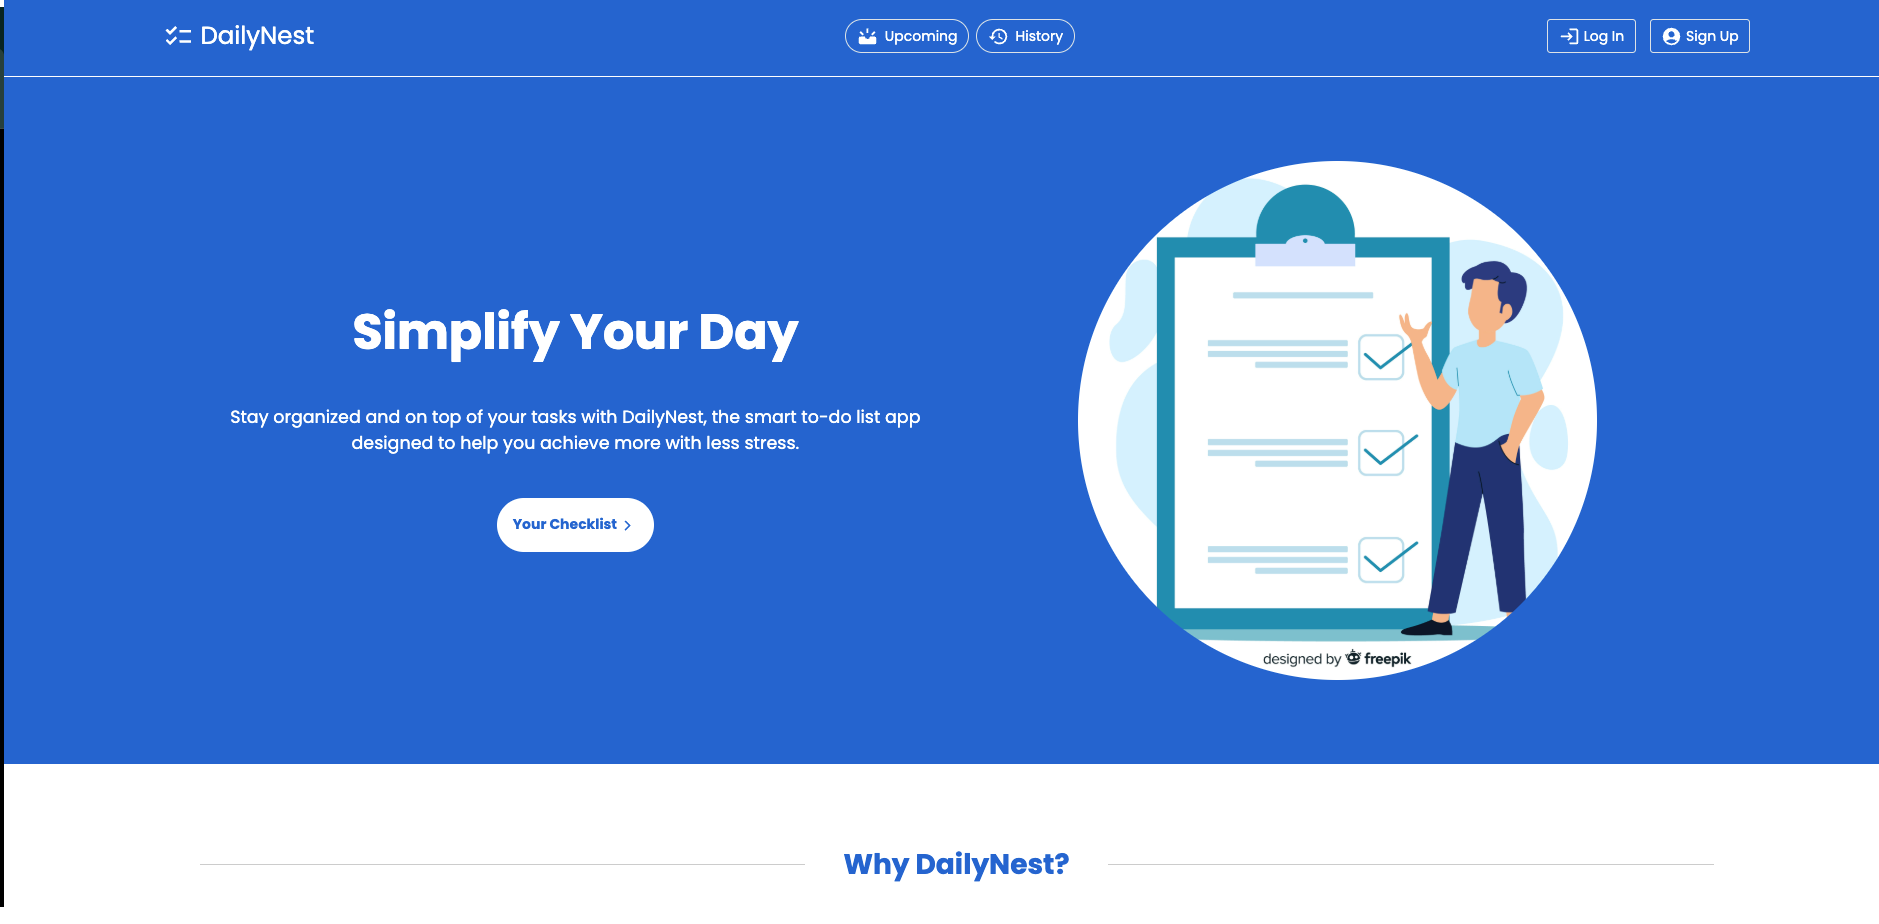 DailyNest
Upcoming
History
Log In
Sign Up
Simplify Your Day
Stay organized and on top of your tasks with DailyNest, the smart to-do list app
designed to help you achieve more with less stress.
Your Checklist
designed by freepik
Why DailyNest?